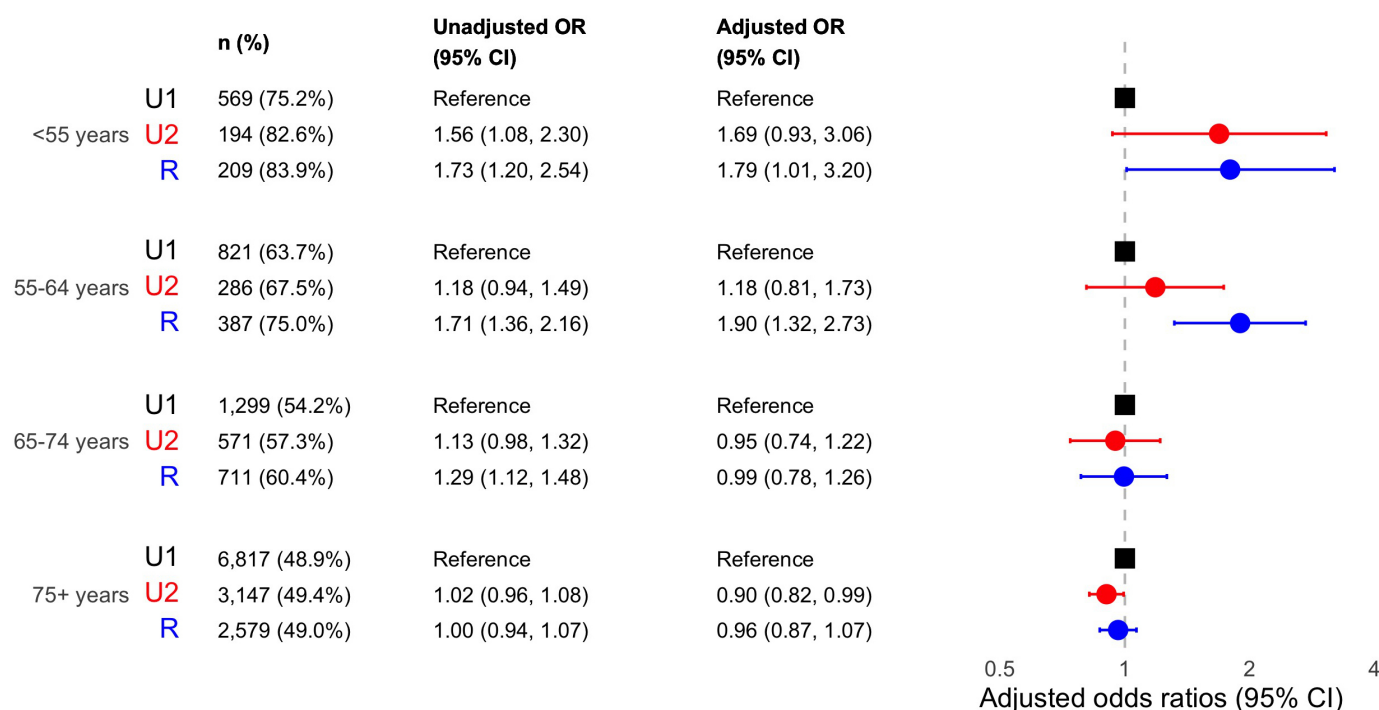 n (%) Unadjusted OR (95% CI) Adjusted OR (95% CI)
U1 569 (75.2%) Reference Reference
<55 years U2 194 (82.6%) 1.56 (1.08, 2.30) 1.69 (0.93, 3.06)
R 209 (83.9%) 1.73 (1.20, 2.54) 1.79 (1.01, 3.20)
U1 821 (63.7%) Reference Reference
55-64 years U2 286 (67.5%) 1.18 (0.94, 1.49) 1.18 (0.81, 1.73)
R 387 (75.0%) 1.71 (1.36, 2.16) 1.90 (1.32, 2.73)
U1 1,299 (54.2%) Reference Reference
65-74 years U2 571 (57.3%) 1.13 (0.98, 1.32) 0.95 (0.74, 1.22)
R 711 (60.4%) 1.29 (1.12, 1.48) 0.99 (0.78, 1.26)
U1 6,817 (48.9%) Reference Reference
75+ years U2 3,147 (49.4%) 1.02 (0.96, 1.08) 0.90 (0.82, 0.99)
R 2,579 (49.0%) 1.00 (0.94, 1.07) 0.96 (0.87, 1.07)
0.5 1 2 4
Adjusted odds ratios (95% CI)